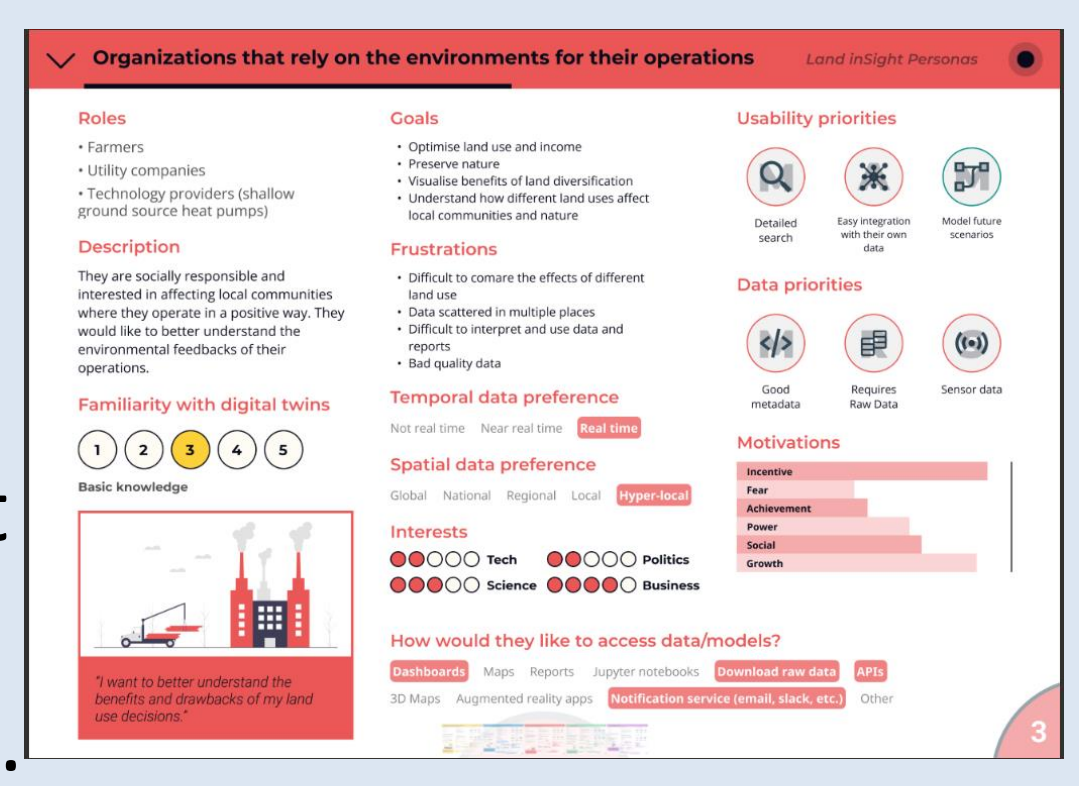 Organizations that rely on the environments for their operations
Land inSight Personas
Roles
• Farmers
• Utility companies
• Technology providers (shallow
ground source heat pumps)
Description
They are socially responsible and
interested in affecting local communities
where they operate in a positive way. They
would like to better understand the
environmental feedbacks of their
operations.
Familiarity with digital twins
1 2 3 4 5
Basic knowledge
"I want to better understand the
benefits and drawbacks of my land
use decisions."
Goals
• Optimise land use and income
• Preserve nature
• Visualise benefits of land diversification
• Understand how different land uses affect
local communities and nature
Frustrations
• Difficult to comare the effects of different
land use
• Data scattered in multiple places
• Difficult to interpret and use data and
reports
• Bad quality data
Temporal data preference
Not real time Near real time Real time
Spatial data preference
Global National Regional Local Hyper-local
Interests
Tech Politics
Science Business
How would they like to access data/models?
Dashboards Maps Reports Jupyter notebooks Download raw data APIs
3D Maps Augmented reality apps Notification service (email, slack, etc.) Other
Usability priorities
Detailed
search
Easy integration
with their own
data
Model future
scenarios
Data priorities
Good
metadata
Requires
Raw Data
Sensor data
Motivations
Incentive
Fear
Achievement
Power
Social
Growth
3
t
.